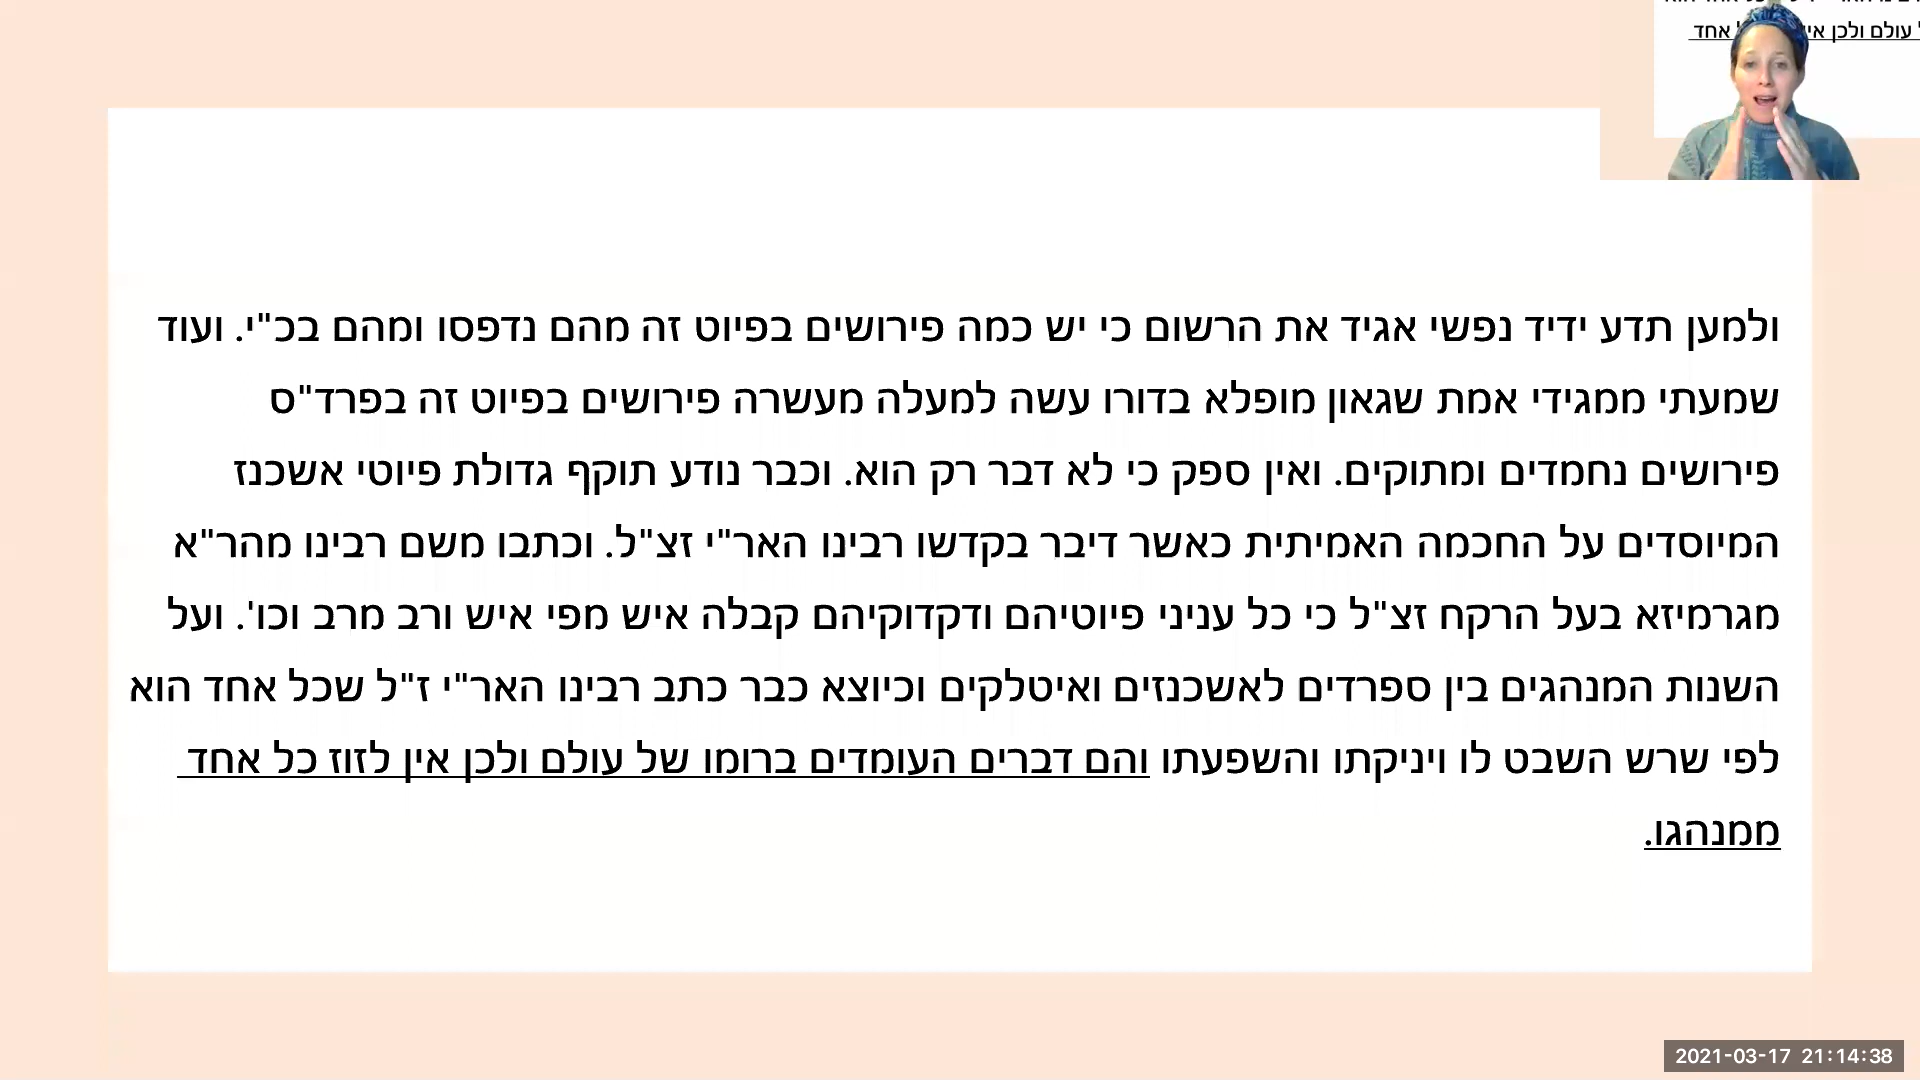 ל עולם ולכן אי
אחד
ולמען תדע ידיד נפשי אגיד את הרשום כי יש כמה פירושים בפיוט זה מהם נדפסו ומהם בכ"י. ועוד
שמעתי ממגידי אמת שגאון מופלא בדורו עשה למעלה מעשרה פירושים בפיוט זה בפרד"ס
פירושים נחמדים ומתוקים. ואין ספק כי לא דבר רק הוא. וכבר נודע תוקף גדולת פיוטי אשכנז
המיוסדים על החכמה האמיתית כאשר דיבר בקדשו רבינו האר"י זצ"ל. וכתבו משם רבינו מהר"א
מגרמיזא בעל הרקח זצ"ל כי כל עניני פיוטיהם ודקדוקיהם קבלה איש מפי איש ורב מרב וכו'. ועל
השנות המנהגים בין ספרדים לאשכנזים ואיטלקים וכיוצא כבר כתב רבינו האר"י ז"ל שכל אחד הוא
לפי שרש השבט לו ויניקתו והשפעתו והם דברים העומדים ברומו של עולם ולכן אין לזוז כל אחד
ממנהגו.
2021-03-17 21:14:38